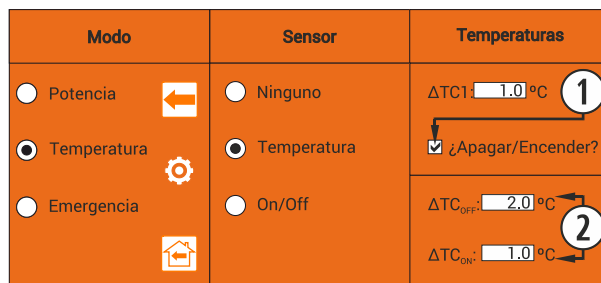 Modo
Sensor
Temperaturas
Potencia
Ninguno
ΔTC1: 1.0 ºC
1
Temperatura
Temperatura
¿Apagar/Encender?
Emergencia
On/Off
ΔTC OFF: 2.0 ºC
2
ΔTC ON: 1.0 ºC